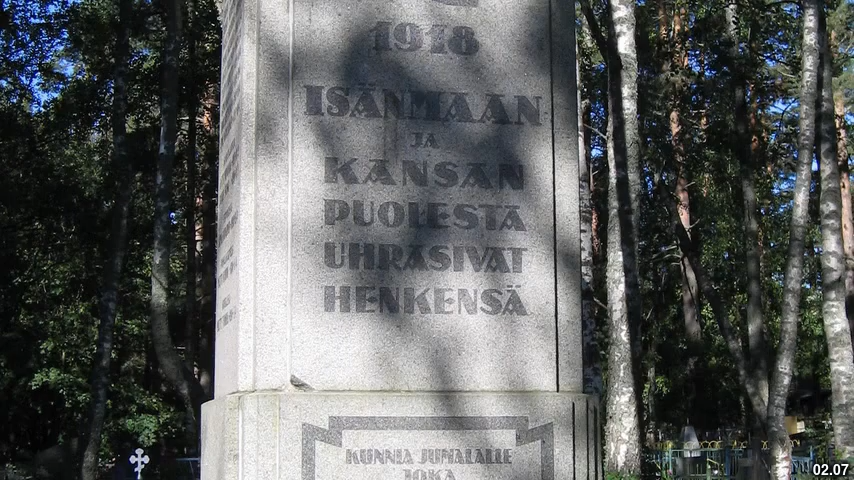 1918
ISÄNMAAN
JA
KANSAN
PUOLESTA
UHRASIVAT
HENKENSÄ
KUNNIA JUMALALLE
JOKA
02.07